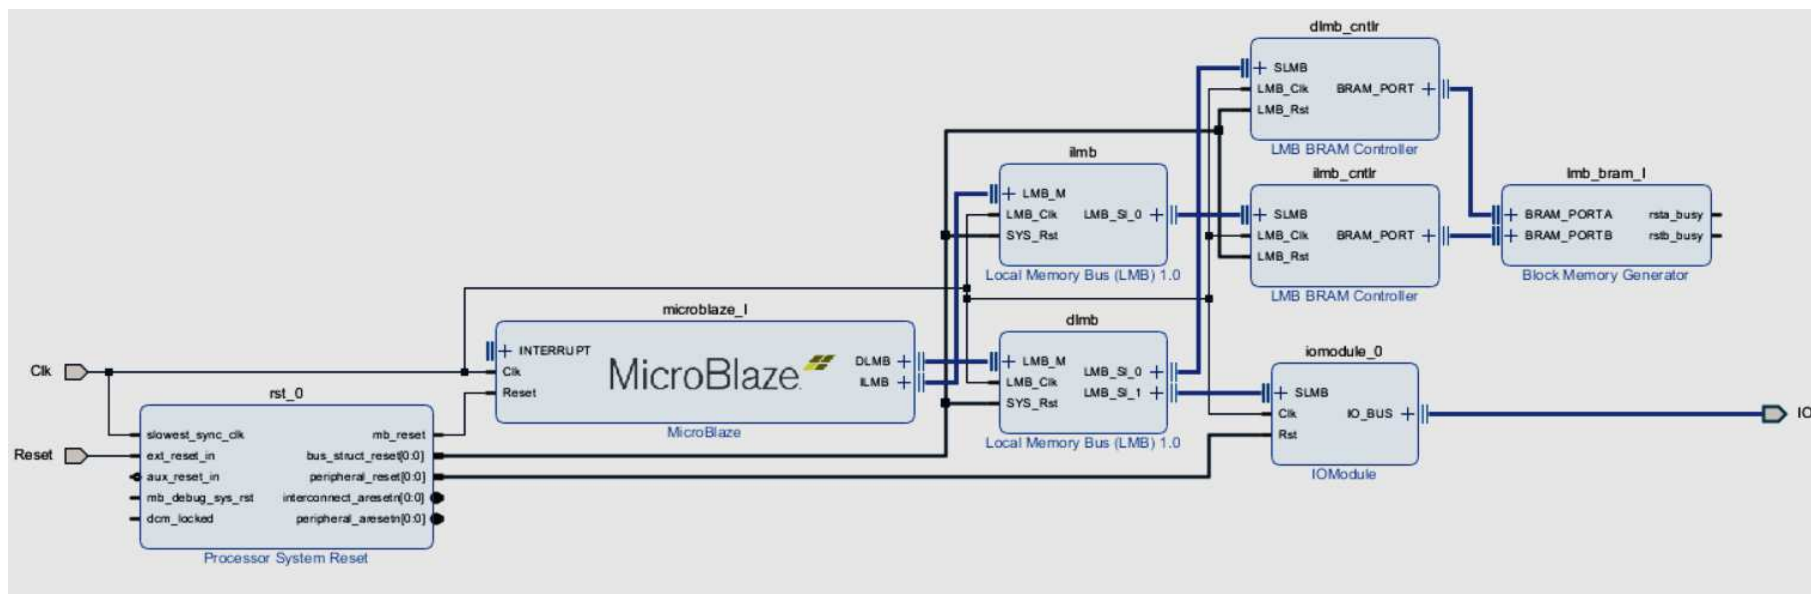 Clk
Reset
rst_0
slowest_sync_clk
ext_reset_in
aux_reset_in
mb_debug_sys_rst
dcm_locked
mb_reset
bus_struct_reset[0:0]
peripheral_reset[0:0]
interconnect_aresetn[0:0]
peripheral_aresetn[0:0]
Processor System Reset
microblaze_I
INTERRUPT
Clk
Reset
MicroBlaze
DLMB
ILMB
MicroBlaze
ilmb
LMB_M
LMB_Clk
SYS_Rst
LMB_Sl_0
Local Memory Bus (LMB) 1.0
dlmb
LMB_M
LMB_Clk
SYS_Rst
LMB_Sl_0
LMB_Sl_1
Local Memory Bus (LMB) 1.0
dlmb_cntlr
SLMB
LMB_Clk
LMB_Rst
BRAM_PORT
LMB BRAM Controller
ilmb_cntlr
SLMB
LMB_Clk
LMB_Rst
BRAM_PORT
LMB BRAM Controller
iomodule_0
SLMB
Clk
Rst
IO_BUS
IOModule
lmb_bram_I
BRAM_PORTA
BRAM_PORTB
rsta_busy
rstb_busy
Block Memory Generator
IO